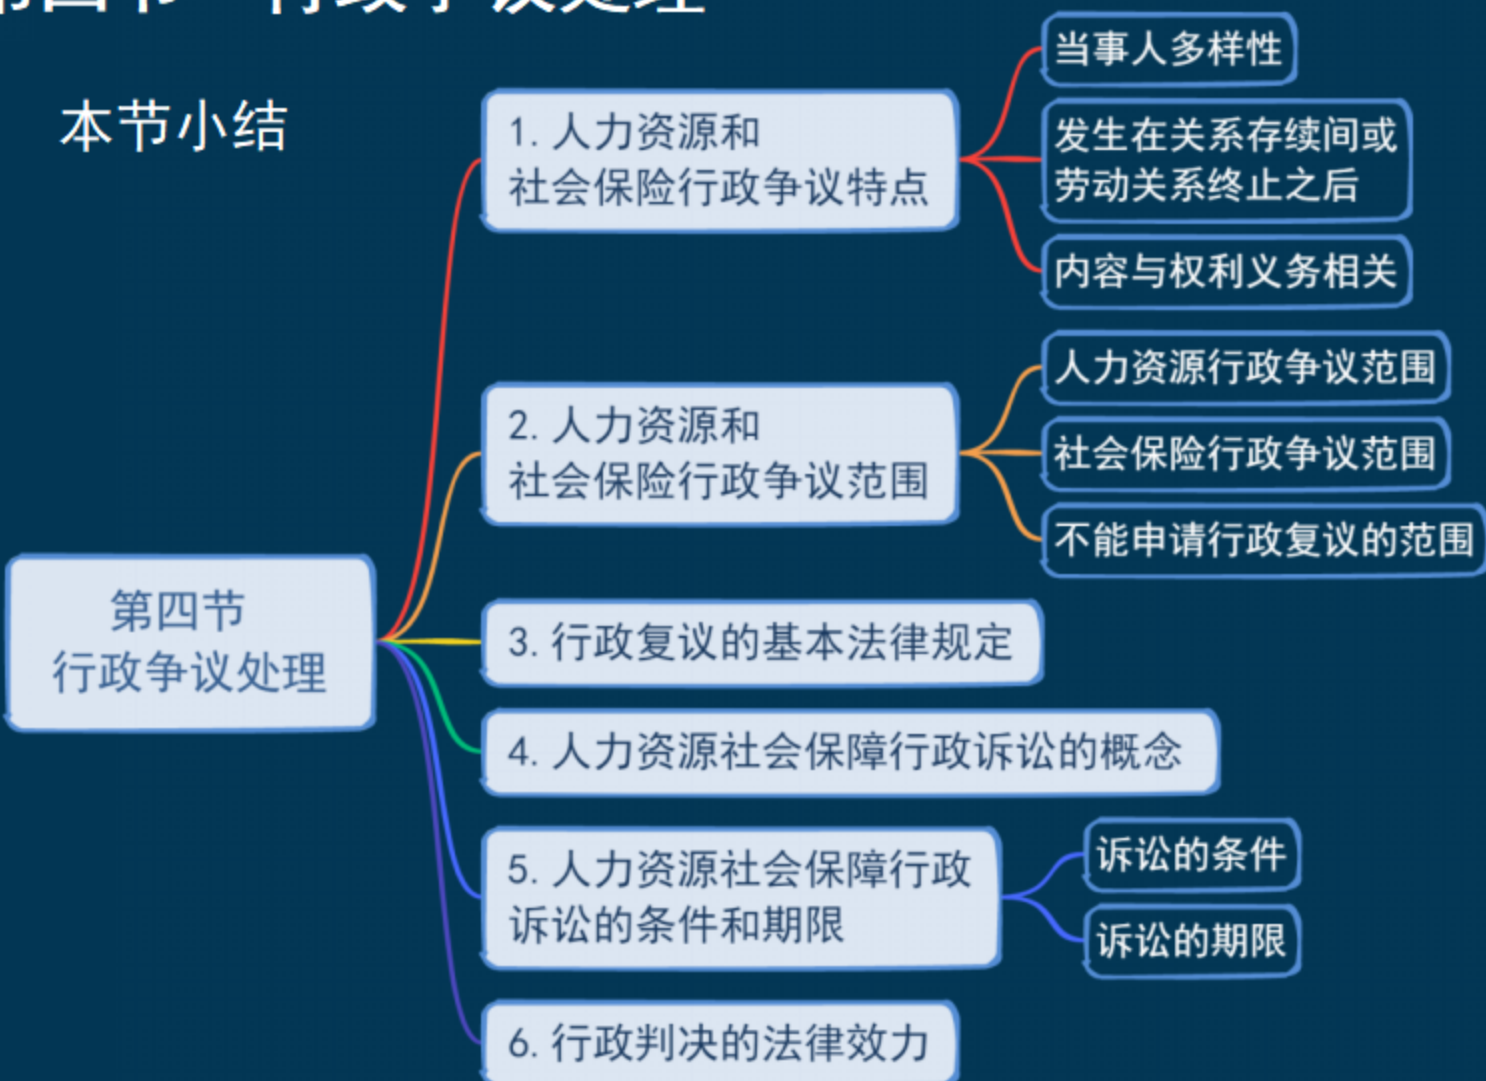 第四节 行政争议处理
本节小结
当事人多样性
1. 人力资源和
社会保险行政争议特点
发生在关系存续间或
劳动关系终止之后
内容与权利义务相关
人力资源行政争议范围
2. 人力资源和
社会保险行政争议范围
社会保险行政争议范围
不能申请行政复议的范围
第四节
行政争议处理
3. 行政复议的基本法律规定
4. 人力资源社会保障行政诉讼的概念
5. 人力资源社会保障行政
诉讼的条件和期限
诉讼的条件
诉讼的期限
6. 行政判决的法律效力